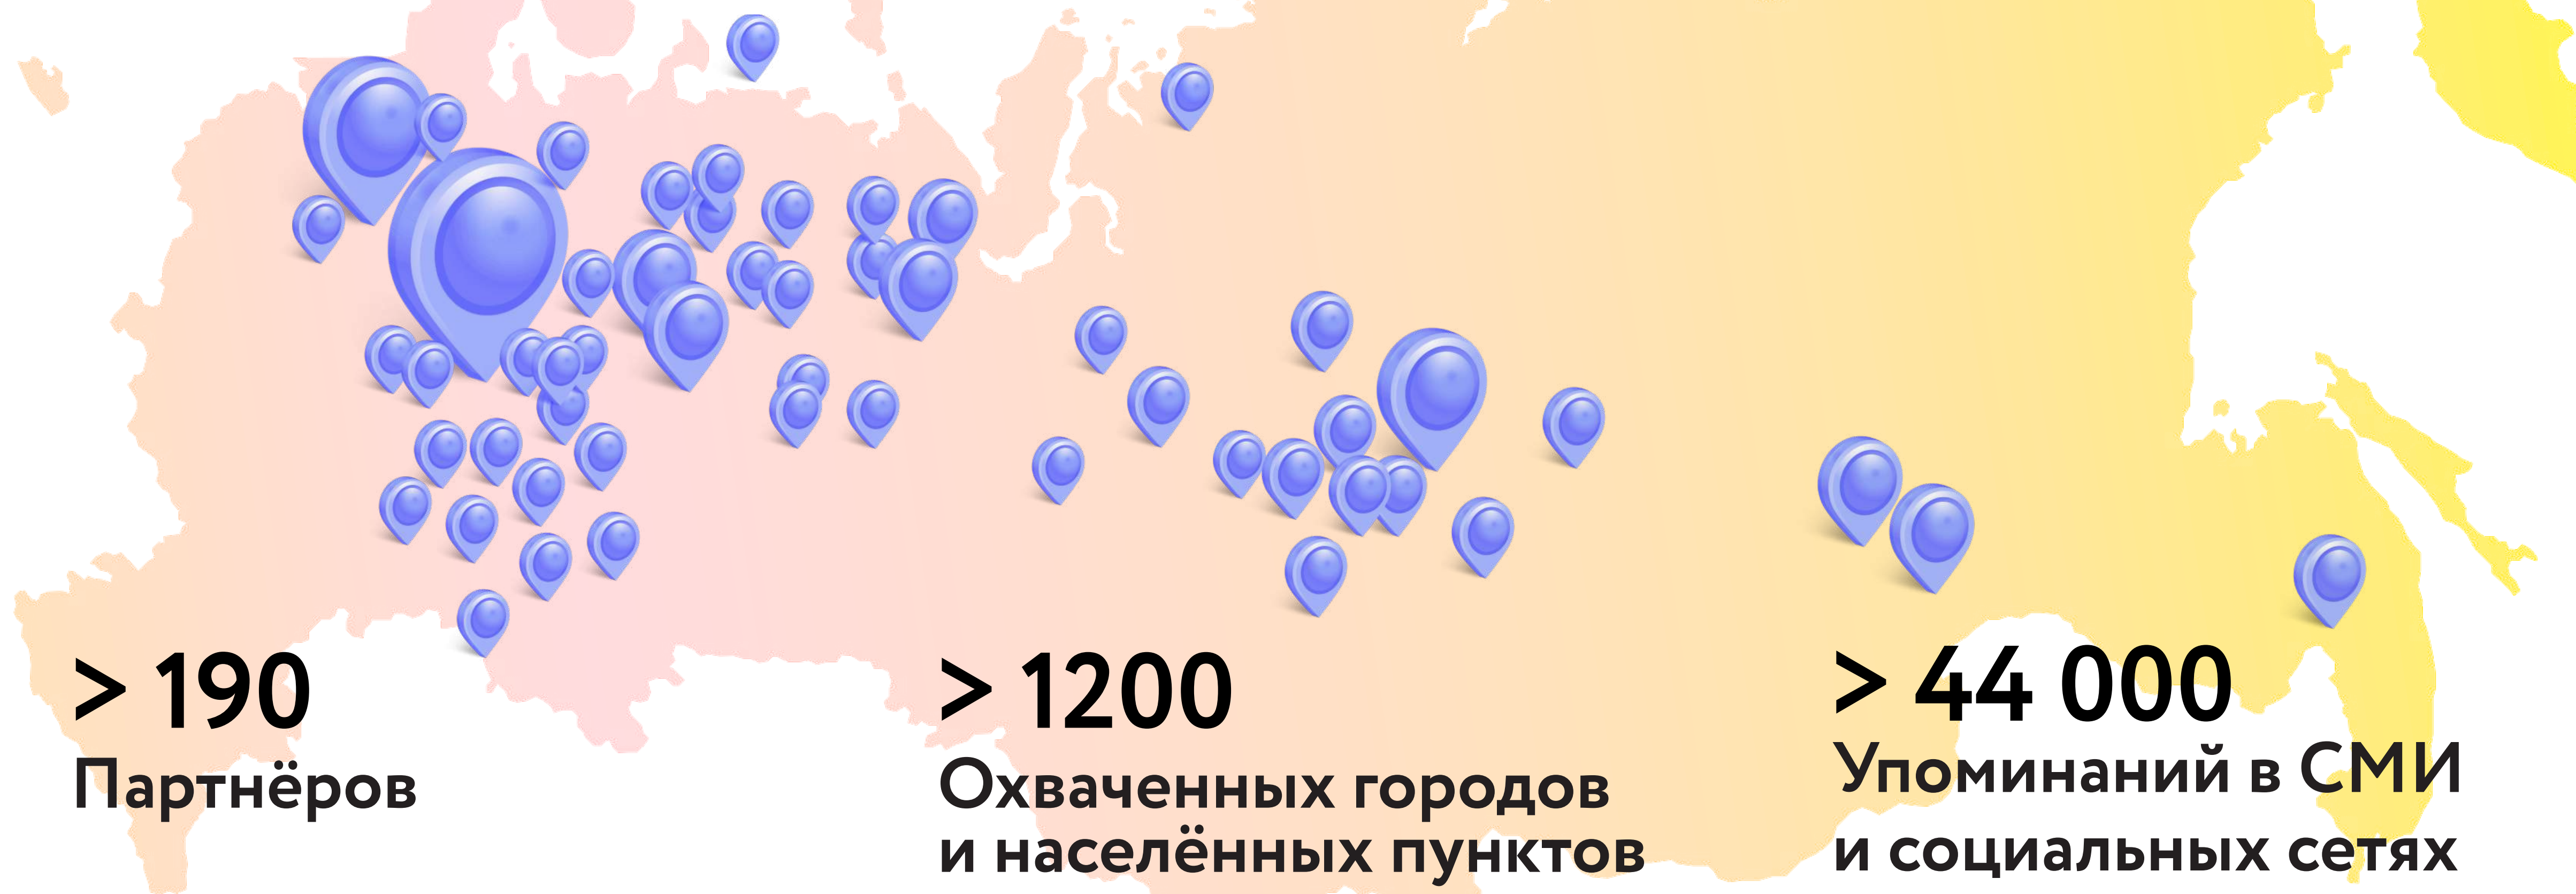 > 190
Партнёров
> 1200
Охваченных городов
и населённых пунктов
> 44 000
Упоминаний в СМИ
и социальных сетях